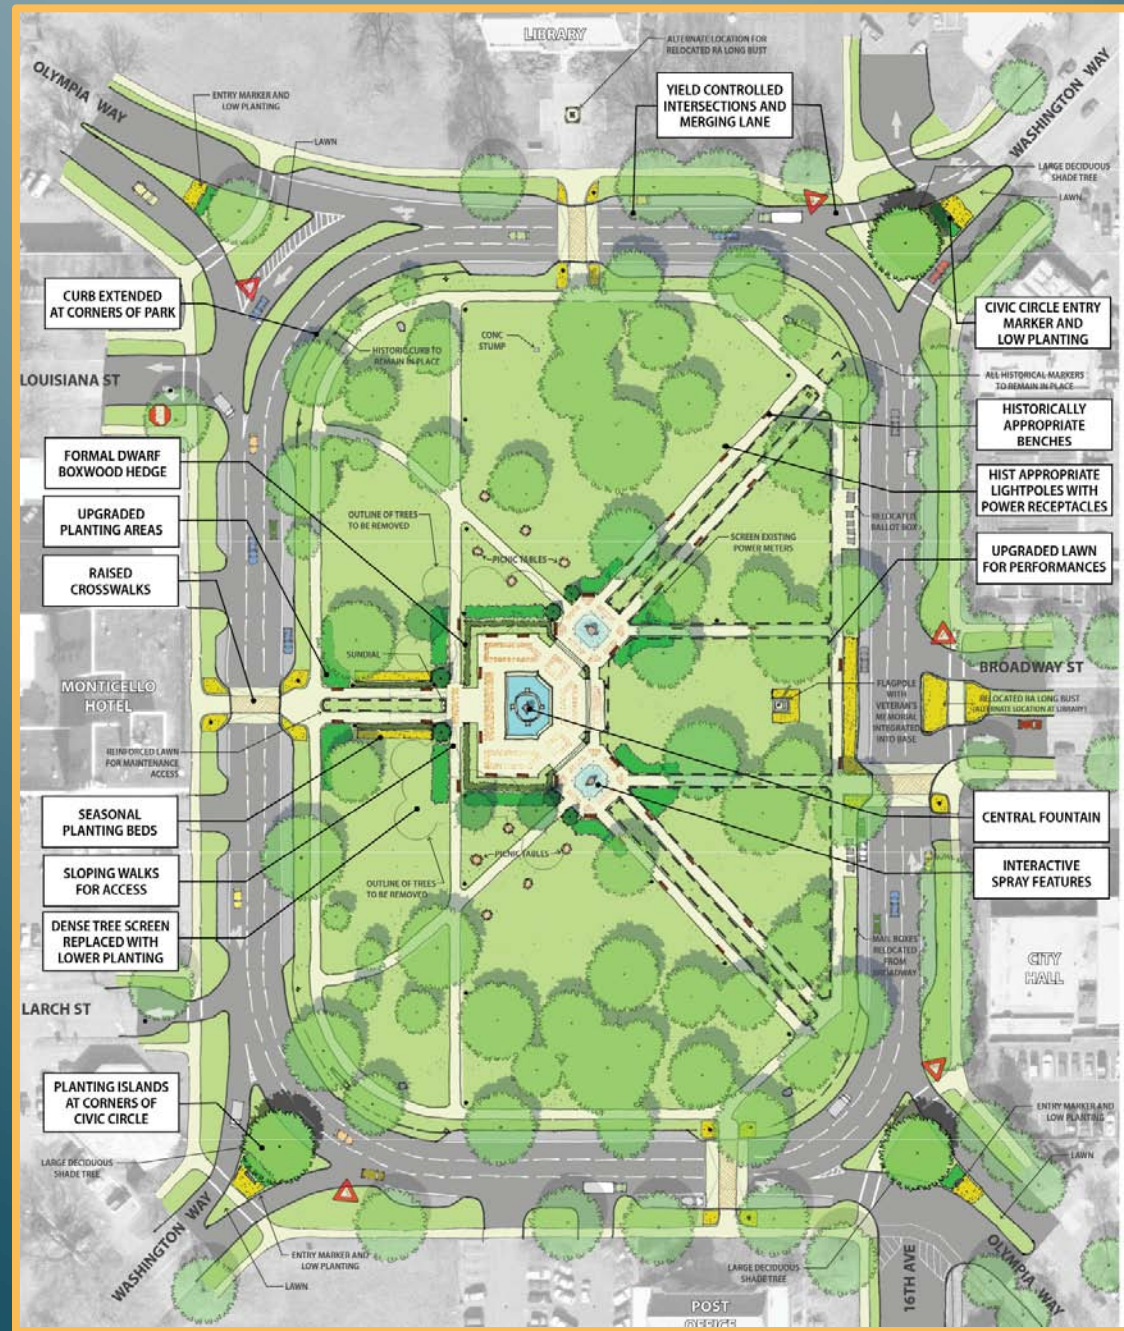 LIBRARY
ALTERNATE LOCATION FOR
RELOCATED RA LONG BUST
OLYMPIA WAY
ENTRY MARKER AND
LOW PLANTING
LAWN
YIELD CONTROLLED
INTERSECTIONS AND
MERGING LANE
WASHINGTON WAY
LARGE DECIDUOUS
SHADE TREE
LAWN
CURB EXTENDED
AT CORNERS OF PARK
HISTORIC CURB TO
REMAIN IN PLACE
CONC
STUMP
CIVIC CIRCLE ENTRY
MARKER AND
LOW PLANTING
LOUISIANA ST
ALL HISTORICAL MARKERS
TO REMAIN IN PLACE
HISTORICALLY
APPROPRIATE
BENCHES
FORMAL DWARF
BOXWOOD HEDGE
HIST APPROPRIATE
LIGHTPOLES WITH
POWER RECEPTACLES
UPGRADED
PLANTING AREAS
OUTLINE OF TREES
TO BE REMOVED
RELOCATED
BALLOT BOX
SCREEN EXISTING
POWER METERS
PICNIC TABLES
RAISED
CROSSWALKS
UPGRADED LAWN
FOR PERFORMANCES
SUNDIAL
BROADWAY ST
MONTICELLO
HOTEL
FLAGPOLE
WITH
VETERAN'S
MEMORIAL
INTEGRATED
INTO BASE
RELOCATED RA LONG BUST
(ALTERNATE LOCATION AT LIBRARY)
REINFORCED LAWN
FOR MAINTENANCE
ACCESS
SEASONAL
PLANTING BEDS
CENTRAL FOUNTAIN
SLOPING WALKS
FOR ACCESS
PICNIC TABLES
INTERACTIVE
SPRAY FEATURES
OUTLINE OF TREES
TO BE REMOVED
DENSE TREE SCREEN
REPLACED WITH
LOWER PLANTING
MAIL BOXES
RELOCATED
FROM
BROADWAY
CITY
HALL
LARCH ST
PLANTING ISLANDS
AT CORNERS OF
CIVIC CIRCLE
ENTRY MARKER AND
LOW PLANTING
LAWN
LARGE DECIDUOUS
SHADE TREE
WASHINGTON WAY
ENTRY MARKER AND
LOW PLANTING
LAWN
LARGE DECIDUOUS
SHADE TREE
16TH AVE
OLYMPIA WAY
POST
OFFICE